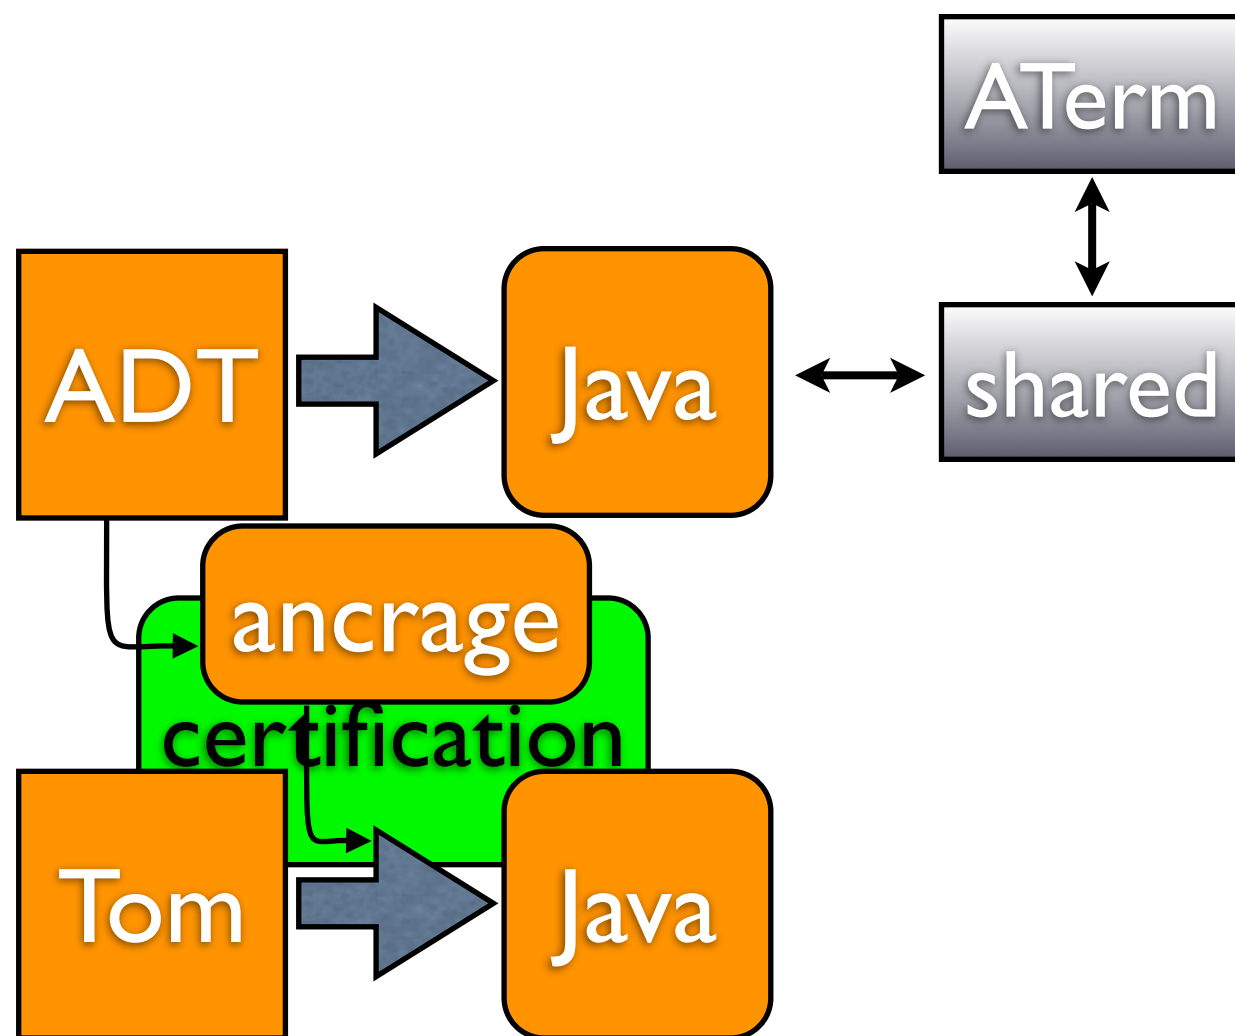 ATerm
ADT
Java
shared
ancrage
certification
Tom
Java